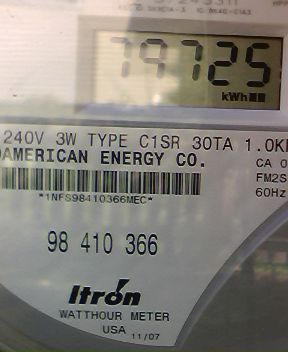 79725
kWh
240V 3W TYPE C1SR 30TA 1.0K
AMERICAN ENERGY CO.
CA 0
FM2S
60Hz
*1NFS98410366MEC*
98 410 366
Itron
WATTHOUR METER
USA 11/07